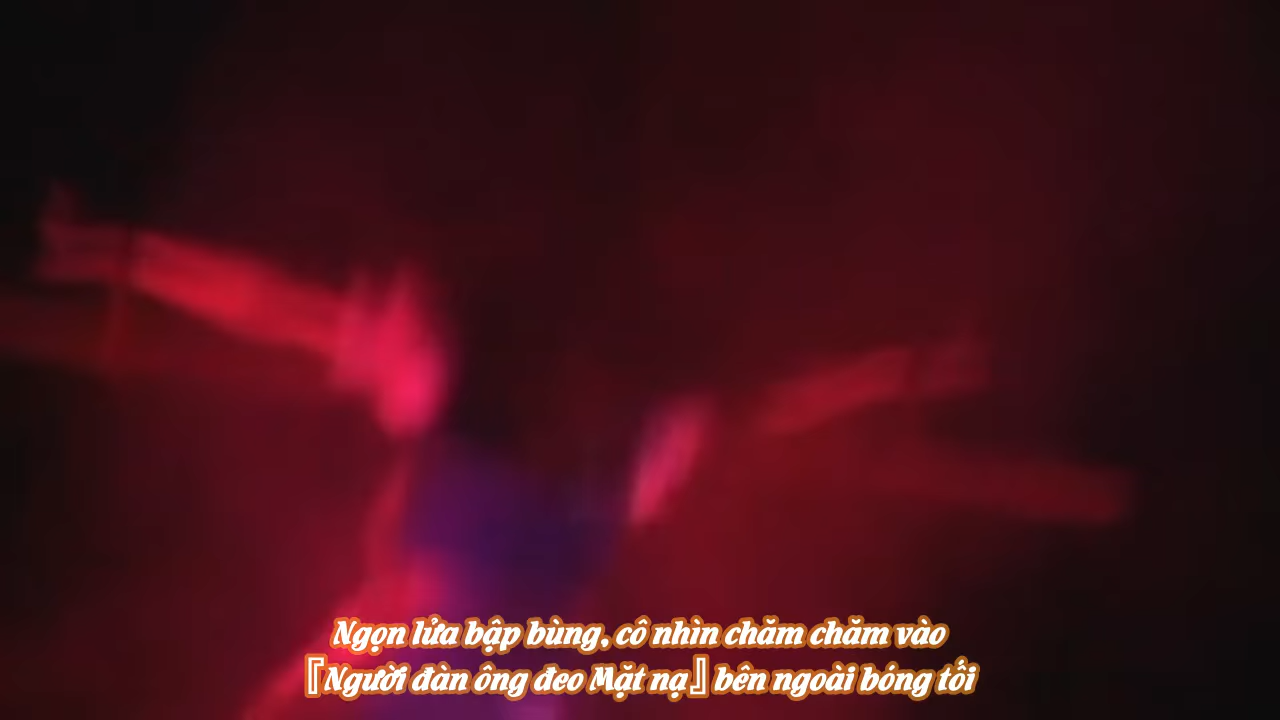 Ngọn lửa bập bùng, cô nhìn chăm chăm vào
『Người đàn ông đeo Mặt nạ』 bên ngoài bóng tối